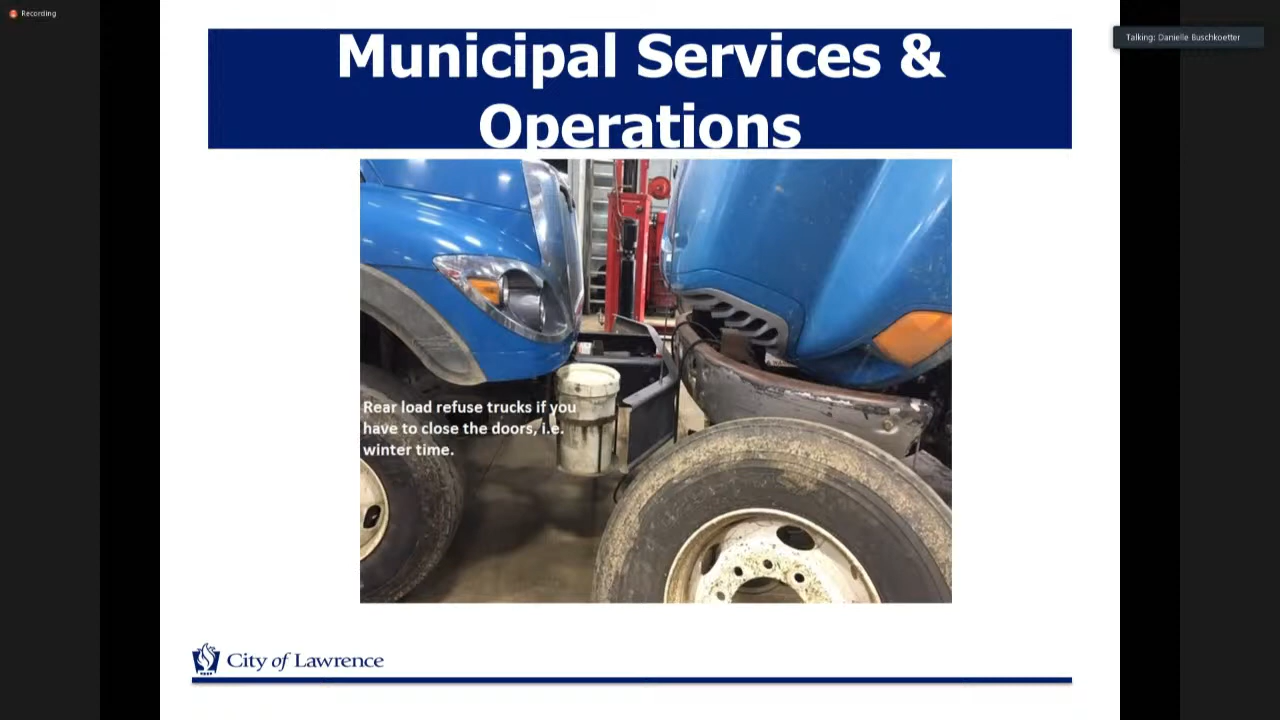 Recording
Talking: Danielle Buschkoetter
Municipal Services &
Operations
Rear load refuse trucks if you
have to close the doors, i.e.
winter time.
City of Lawrence